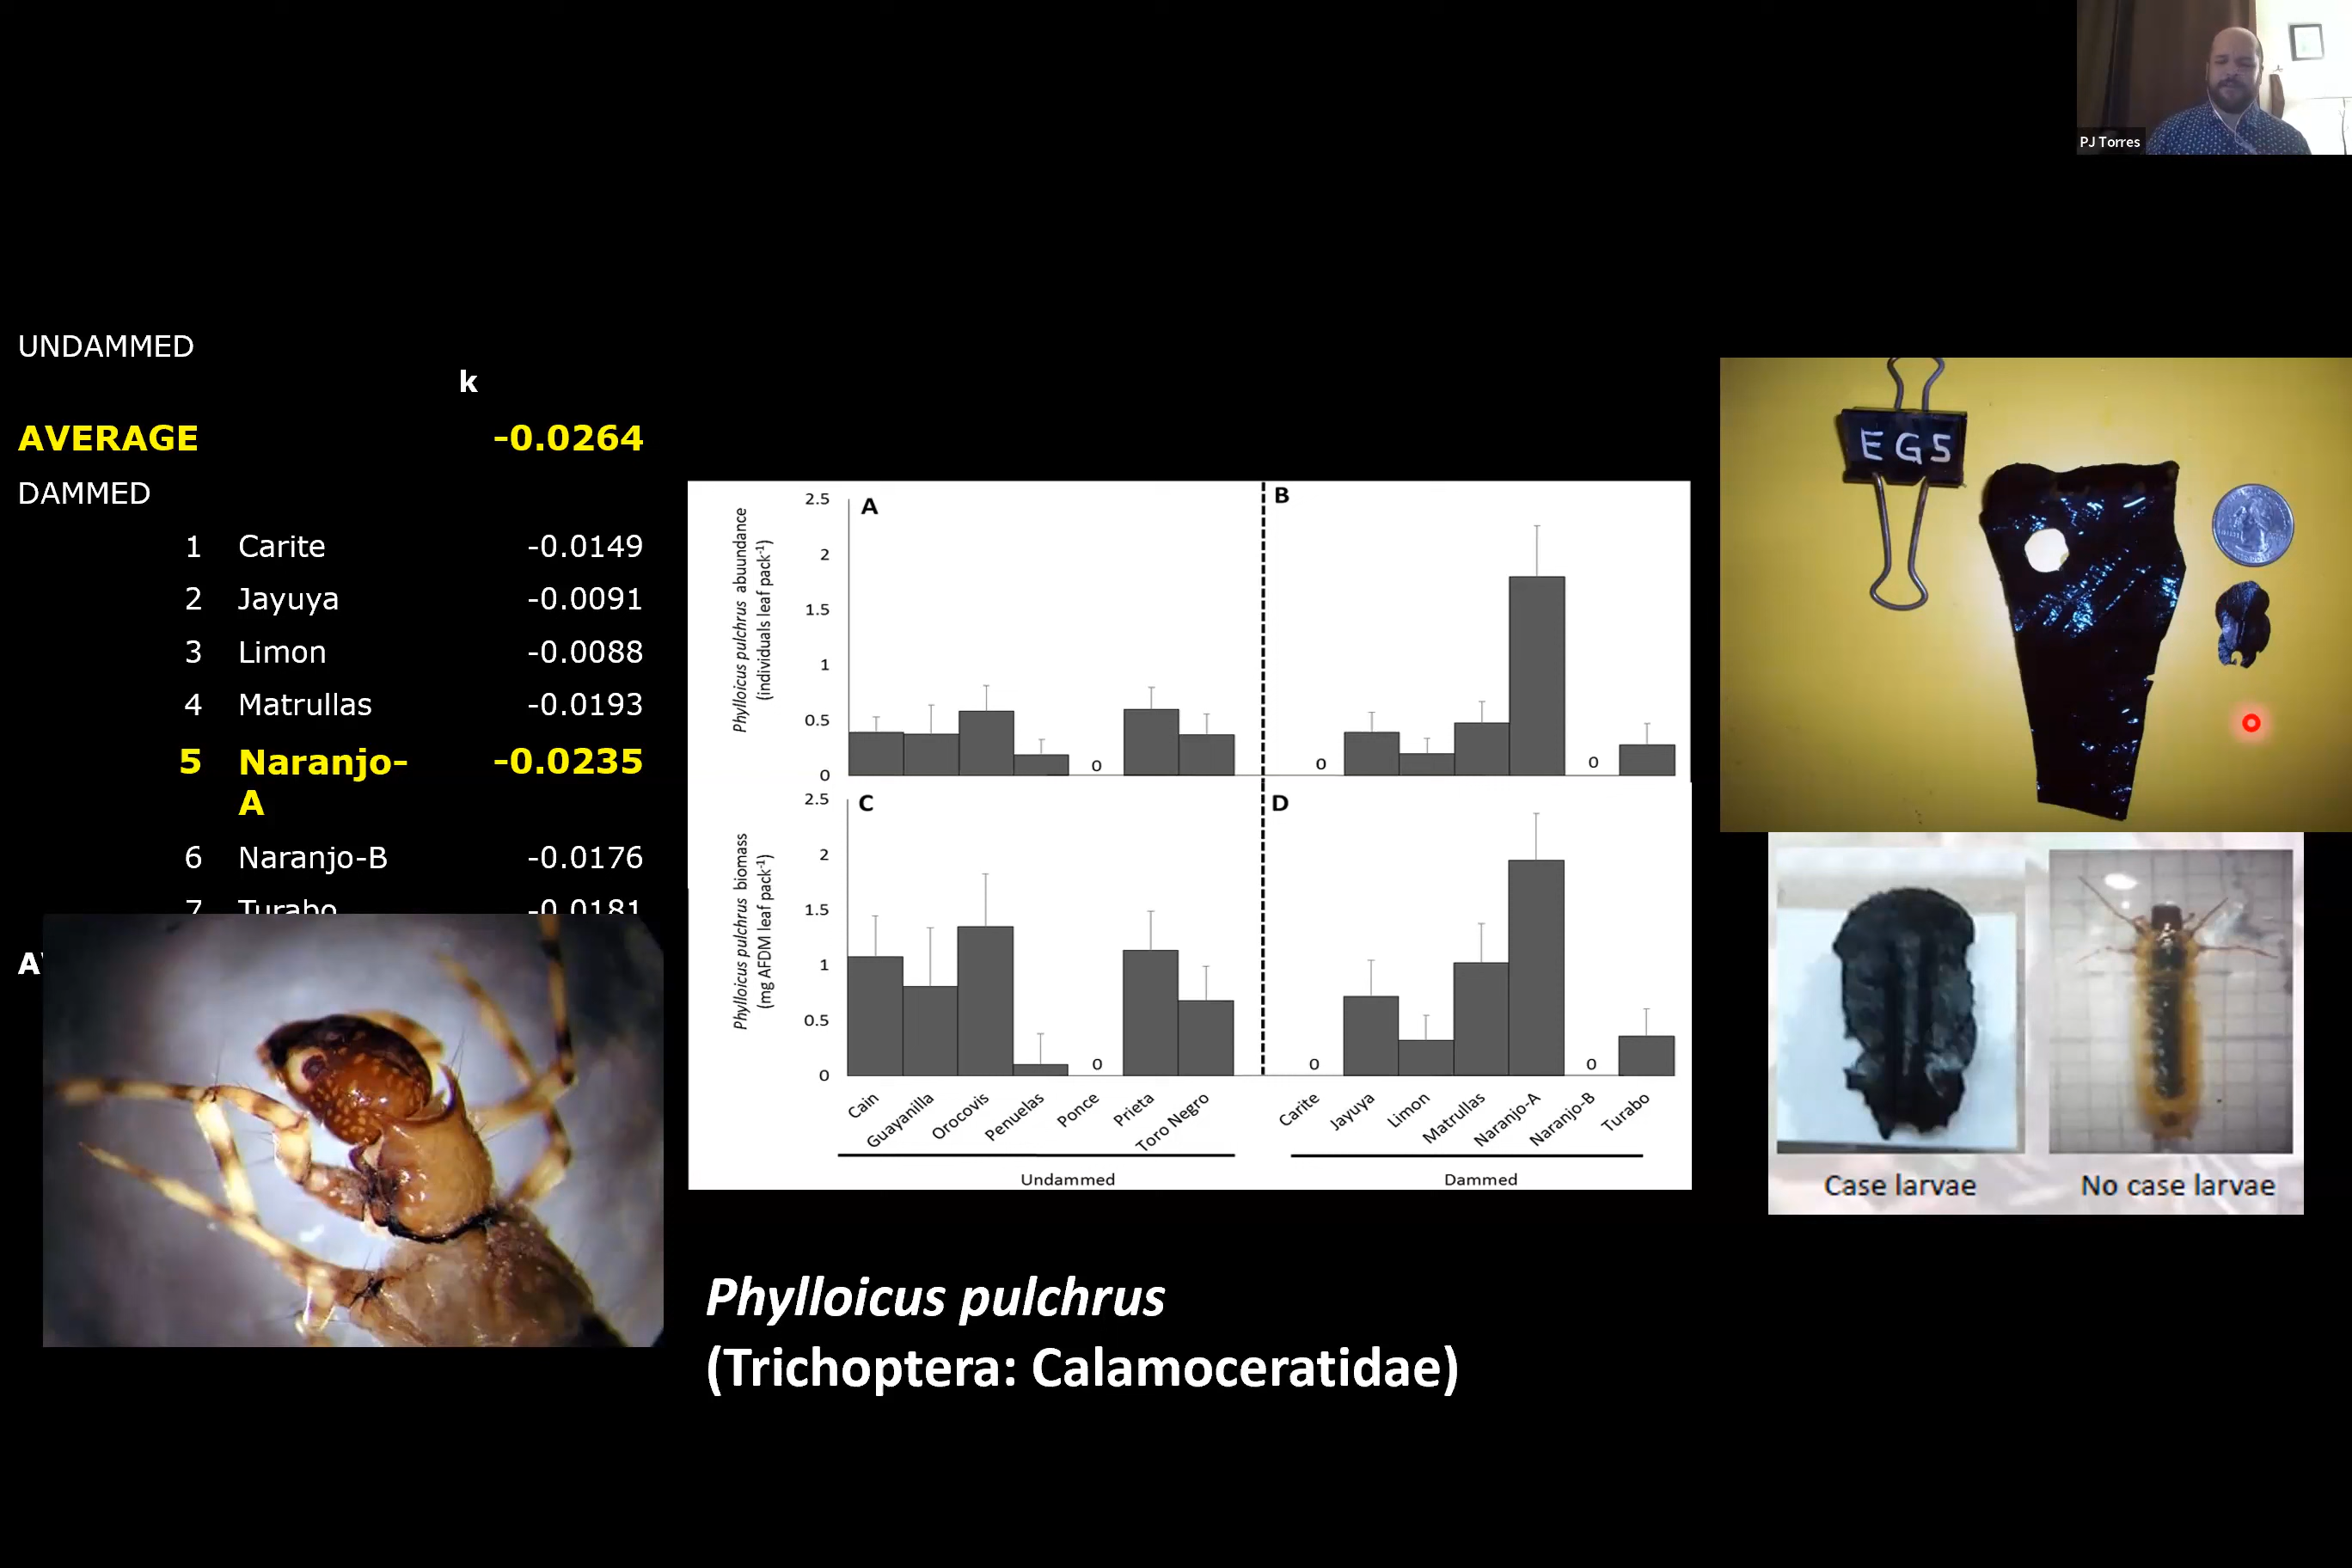 PJ Torres
UNDAMMED
k
AVERAGE -0.0264
DAMMED
1 Carite -0.0149
2 Jayuya -0.0091
3 Limon -0.0088
4 Matrullas -0.0193
5 Naranjo- -0.0235
A
6 Naranjo-B -0.0176
7 Turabo -0.0181
A
Phylloicus pulchrus abuundance
(individuals leaf pack-1)
2.5
2
1.5
1
0.5
0
A
0
B
0
0
Phylloicus pulchrus biomass
(mg AFDM leaf pack-1)
2.5
2
1.5
1
0.5
0
C
0
D
0
0
Cain
Guayanilla
Orocovis
Penuelas
Ponce
Prieta
Toro Negro
Carite
Jayuya
Limon
Matrullas
Naranjo-A
Naranjo-B
Turabo
Undammed
Dammed
EGS
Case larvae
No case larvae
Phylloicus pulchrus
(Trichoptera: Calamoceratidae)